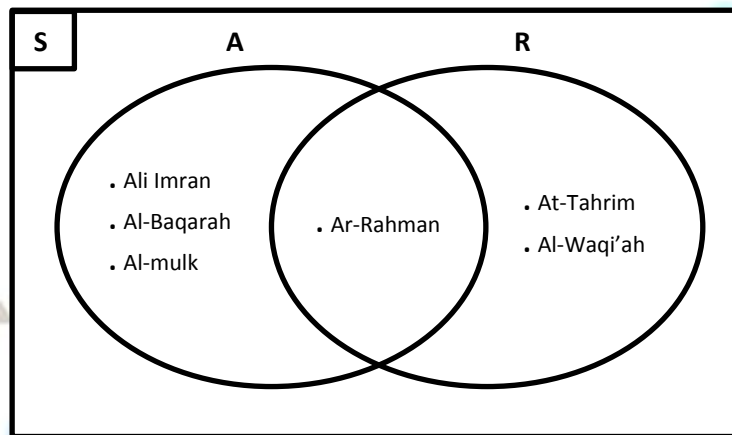 S
A
R
. Ali Imran
. Al-Baqarah
. Al-mulk
. Ar-Rahman
. At-Tahrim
. Al-Waqi’ah